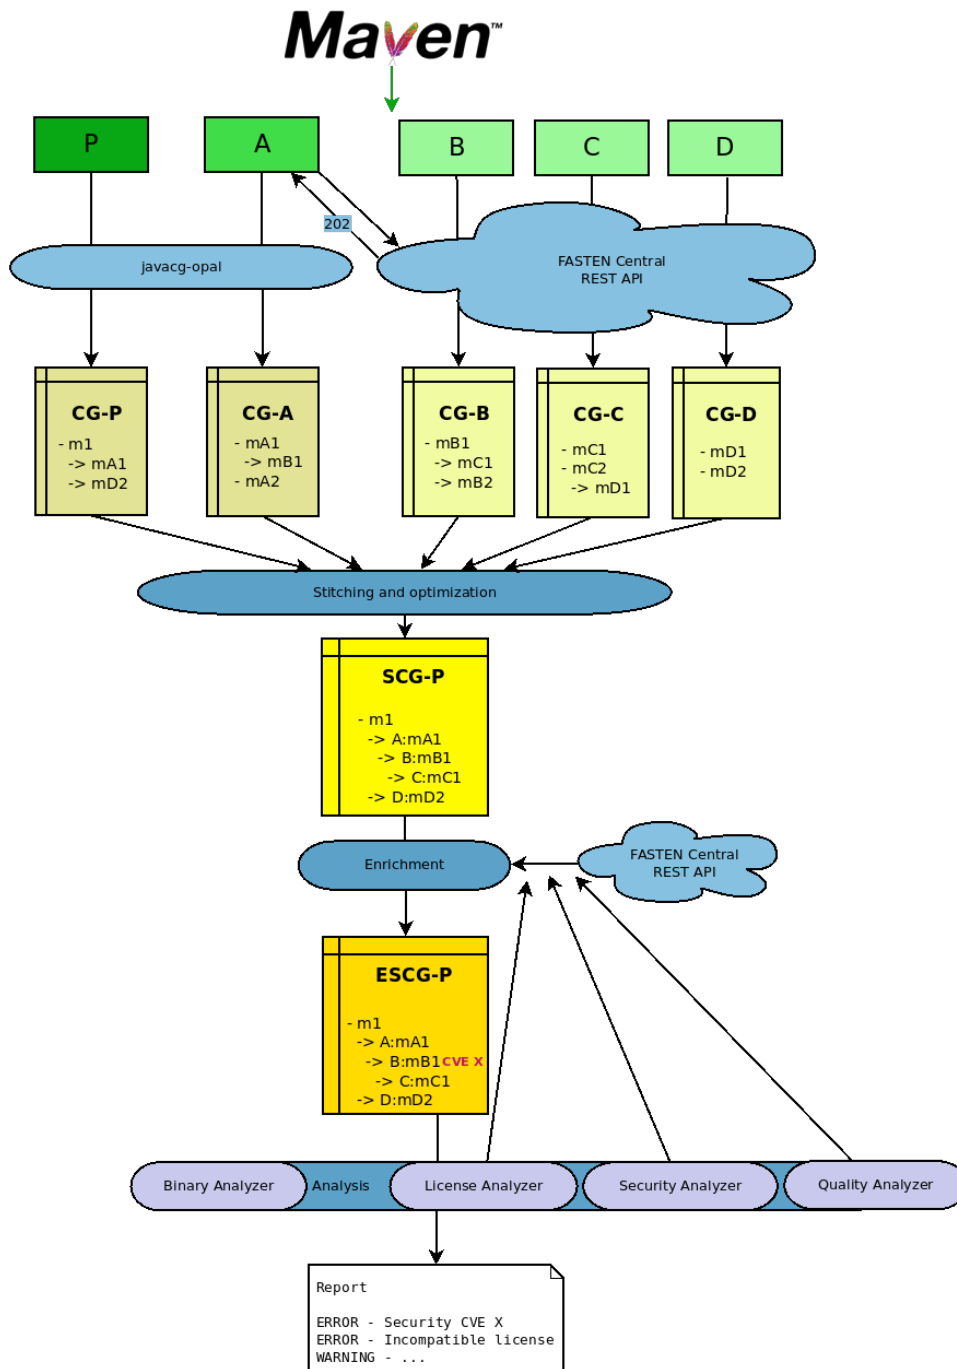 Maven™
P
A
B
C
D
202
javacg-opal
FASTEN Central
REST API
CG-P
- m1
-> mA1
-> mD2
CG-A
- mA1
-> mB1
- mA2
CG-B
- mB1
-> mC1
-> mB2
CG-C
- mC1
- mC2
-> mD1
CG-D
- mD1
- mD2
Stitching and optimization
SCG-P
- m1
-> A:mA1
-> B:mB1
-> C:mC1
-> D:mD2
Enrichment
FASTEN Central
REST API
ESCG-P
- m1
-> A:mA1
-> B:mB1 CVE X
-> C:mC1
-> D:mD2
Binary Analyzer
Analysis
License Analyzer
Security Analyzer
Quality Analyzer
Report
ERROR - Security CVE X
ERROR - Incompatible license
WARNING - ...